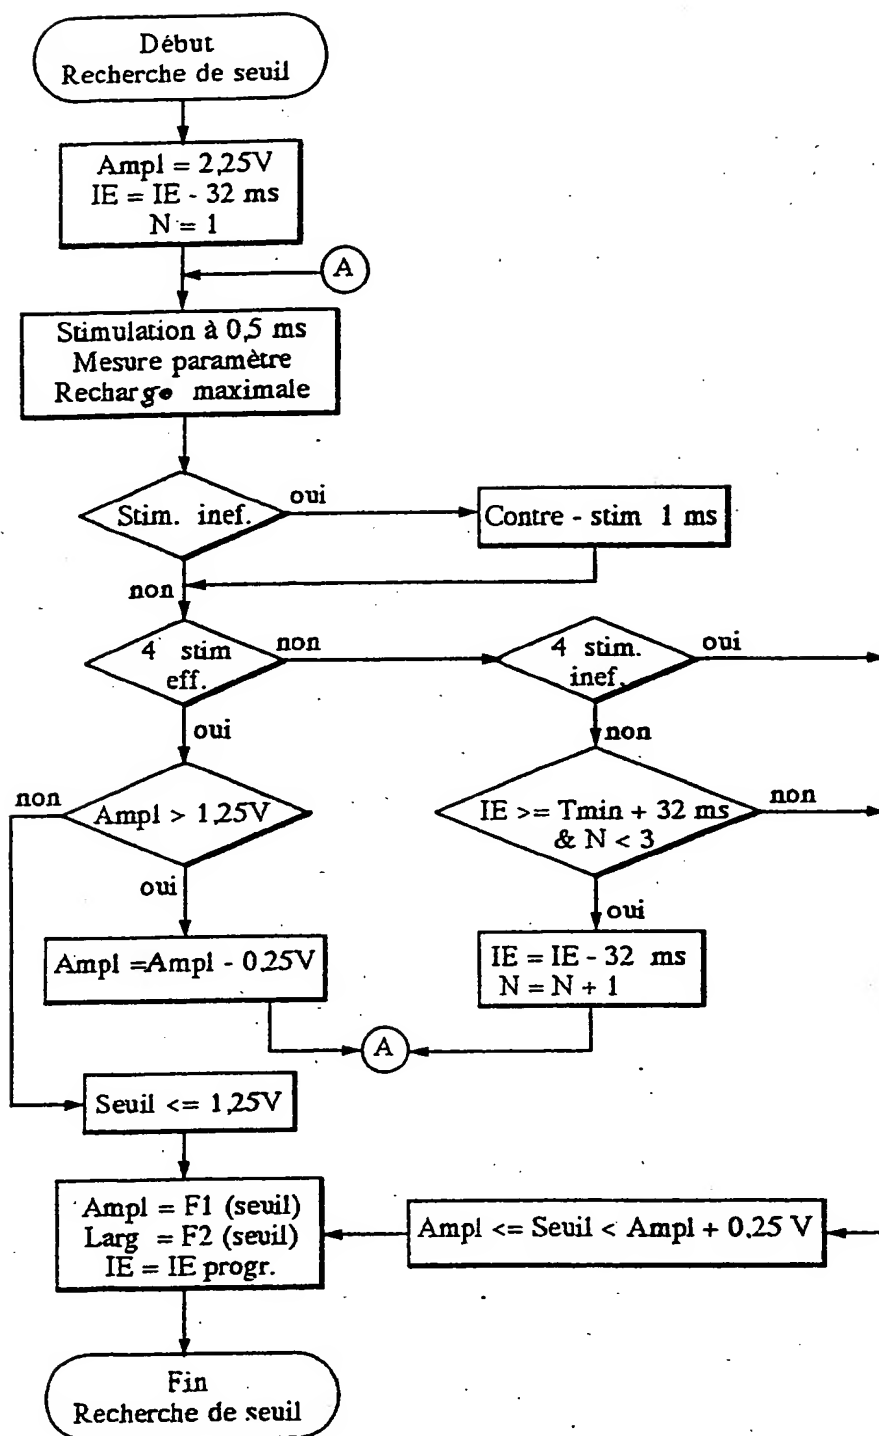 Début
Recherche de seuil
Ampl = 2,25V
IE = IE - 32 ms
N = 1
A
Stimulation à 0,5 ms
Mesure paramètre
Recharge maximale
Stim. inef.
oui
Contre - stim 1 ms
non
4 stim
eff.
non
4 stim.
inef.
oui
oui
non
non
Ampl > 1,25V
IE >= Tmin + 32 ms
& N < 3
non
oui
oui
Ampl =Ampl - 0,25V
IE = IE - 32 ms
N = N + 1
A
Seuil <= 1,25V
Ampl = F1 (seuil)
Larg = F2 (seuil)
IE = IE progr.
Ampl <= Seuil < Ampl + 0,25 V
Fin
Recherche de seuil